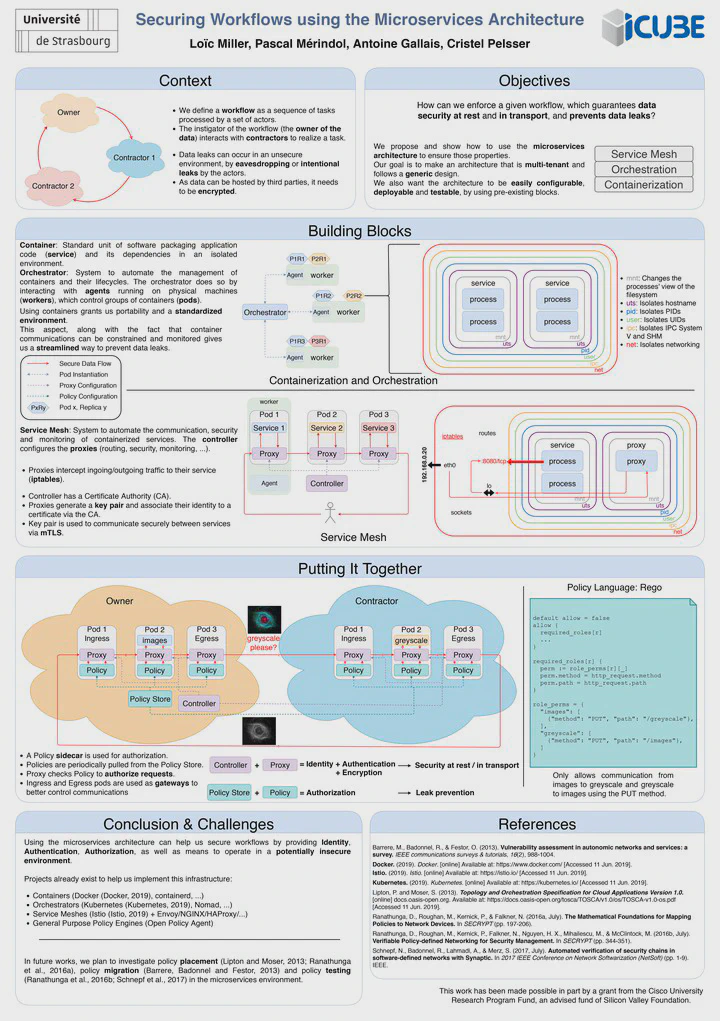 Université
de Strasbourg
Securing Workflows using the Microservices Architecture
Loïc Miller, Pascal Mérindol, Antoine Gallais, Cristel Pelsser
iCUBE
Context
Owner
Contractor 1
Contractor 2
• We define a workflow as a sequence of tasks
processed by a set of actors.
• The instigator of the workflow (the owner of the
data) interacts with contractors to realize a task.
• Data leaks can occur in an unsecure
environment, by eavesdropping or intentional
leaks by the actors.
• As data can be hosted by third parties, it needs
to be encrypted.
Objectives
How can we enforce a given workflow, which guarantees data
security at rest and in transport, and prevents data leaks?
We propose and show how to use the microservices
architecture to ensure those properties.
Our goal is to make an architecture that is multi-tenant and
follows a generic design.
We also want the architecture to be easily configurable,
deployable and testable, by using pre-existing blocks.
Service Mesh
Orchestration
Containerization
Building Blocks
Container: Standard unit of software packaging application
code (service) and its dependencies in an isolated
environment.
Orchestrator: System to automate the management of
containers and their lifecycles. The orchestrator does so by
interacting with agents running on physical machines
(workers), which control groups of containers (pods).
Using containers grants us portability and a standardized
environment.
This aspect, along with the fact that container
communications can be constrained and monitored gives
us a streamlined way to prevent data leaks.
Orchestrator
P1R1 P2R1
Agent worker
P1R2 P2R2
Agent worker
P1R3 P3R1
Agent worker
service service
process process
process process
mnt mnt
uts uts
pid
user
ipc
net
• mnt: Changes the
processes' view of the
filesystem
• uts: Isolates hostname
• pid: Isolates PIDs
• user: Isolates UIDs
• ipc: Isolates IPC System
V and SHM
• net: Isolates networking
Containerization and Orchestration
Secure Data Flow
Pod Instantiation
Proxy Configuration
Policy Configuration
PxRy Pod x, Replica y
Service Mesh: System to automate the communication, security
and monitoring of containerized services. The controller
configures the proxies (routing, security, monitoring, ...).
• Proxies intercept ingoing/outgoing traffic to their service
(iptables).
• Controller has a Certificate Authority (CA).
• Proxies generate a key pair and associate their identity to a
certificate via the CA.
• Key pair is used to communicate securely between services
via mTLS.
worker
Pod 1 Pod 2 Pod 3
Service 1 Service 2 Service 3
Proxy Proxy Proxy
Agent
Controller
Service Mesh
192.168.0.20
iptables
routes
eth0
:8080/tcp
lo
sockets
service proxy
process proxy
process
mnt mnt
uts uts
pid
user
ipc
net
Putting It Together
Owner
Pod 1 Pod 2 Pod 3
Ingress images Egress
Proxy Proxy Proxy
Policy Policy Policy
Policy Store
Controller
greyscale
please?
Contractor
Pod 1 Pod 2 Pod 3
Ingress greyscale Egress
Proxy Proxy Proxy
Policy Policy Policy
• A Policy sidecar is used for authorization.
• Policies are periodically pulled from the Policy Store.
• Proxy checks Policy to authorize requests.
• Ingress and Egress pods are used as gateways to
better control communications
Controller + Proxy = Identity + Authentication
+ Encryption
Security at rest / in transport
Policy Store + Policy = Authorization
Leak prevention
Policy Language: Rego
default allow = false
allow {
required_roles[r]
...
}
required_roles[r] {
perm := role_perms[r][_]
perm.method = http_request.method
perm.path = http_request.path
}
role_perms = {
"images": [
{"method": "PUT", "path": "/greyscale"},
],
"greyscale": [
{"method": "PUT", "path": "/images"},
]
}
Only allows communication from
images to greyscale and greyscale
to images using the PUT method.
Conclusion & Challenges
Using the microservices architecture can help us secure workflows by providing Identity,
Authentication, Authorization, as well as means to operate in a potentially insecure
environment.
Projects already exist to help us implement this infrastructure:
• Containers (Docker (Docker, 2019), containerd, ...)
• Orchestrators (Kubernetes (Kubernetes, 2019), Nomad, ...)
• Service Meshes (Istio (Istio, 2019) + Envoy/NGINX/HAProxy/...)
• General Purpose Policy Engines (Open Policy Agent)
In future works, we plan to investigate policy placement (Lipton and Moser, 2013; Ranathunga
et al., 2016a), policy migration (Barrere, Badonnel and Festor, 2013) and policy testing
(Ranathunga et al., 2016b; Schnepf et al., 2017) in the microservices environment.
References
Barrere, M., Badonnel, R., & Festor, O. (2013). Vulnerability assessment in autonomic networks and services: a
survey. IEEE communications surveys & tutorials, 16(2), 988-1004.
Docker. (2019). Docker. [online] Available at: https://www.docker.com/ [Accessed 11 Jun. 2019].
Istio. (2019). Istio. [online] Available at: https://istio.io/ [Accessed 11 Jun. 2019].
Kubernetes. (2019). Kubernetes. [online] Available at: https://kubernetes.io/ [Accessed 11 Jun. 2019].
Lipton, P. and Moser, S. (2013). Topology and Orchestration Specification for Cloud Applications Version 1.0.
[online] docs.oasis-open.org. Available at: https://docs.oasis-open.org/tosca/TOSCA/v1.0/os/TOSCA-v1.0-os.pdf
[Accessed 11 Jun. 2019].
Ranathunga, D., Roughan, M., Kernick, P., & Falkner, N. (2016a, July). The Mathematical Foundations for Mapping
Policies to Network Devices. In SECRYPT (pp. 197-206).
Ranathunga, D., Roughan, M., Kernick, P., Falkner, N., Nguyen, H. X., Mihailescu, M., & McClintock, M. (2016b, July).
Verifiable Policy-defined Networking for Security Management. In SECRYPT (pp. 344-351).
Schnepf, N., Badonnel, R., Lahmadi, A., & Merz, S. (2017, July). Automated verification of security chains in
software-defined networks with Synaptic. In 2017 IEEE Conference on Network Softwarization (NetSoft) (pp. 1-9).
IEEE.
This work has been made possible in part by a grant from the Cisco University
Research Program Fund, an advised fund of Silicon Valley Foundation.